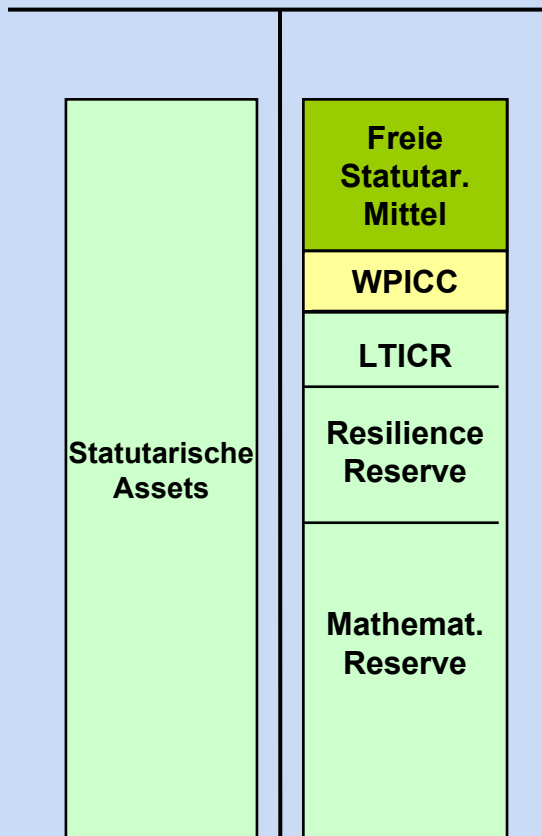 Statutarische
Assets
Freie
Statutar.
Mittel
WPICC
LTICR
Resilience
Reserve
Mathemat.
Reserve